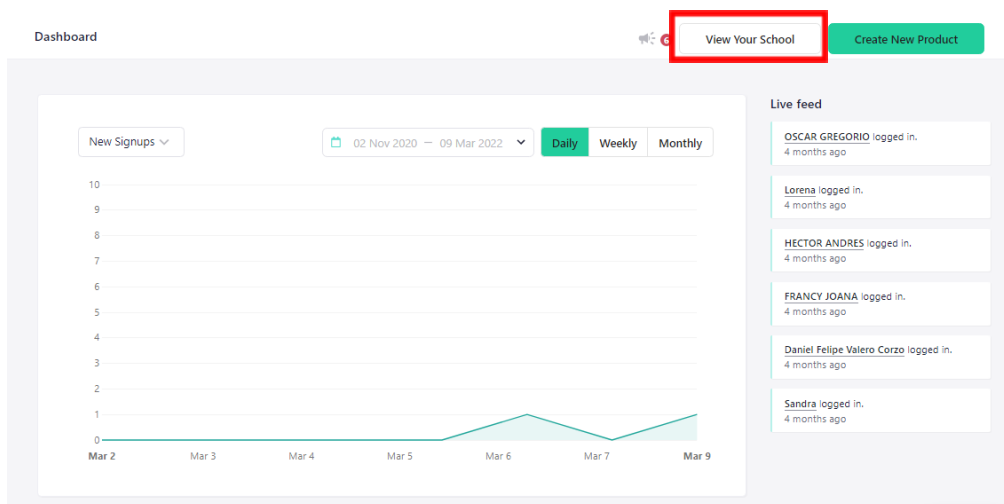 Dashboard
View Your School
Create New Product
New Signups
02 Nov 2020 — 09 Mar 2022
Daily
Weekly
Monthly
10
9
8
7
6
5
4
3
2
1
0
Mar 2
Mar 3
Mar 4
Mar 5
Mar 6
Mar 7
Mar 9
Live feed
OSCAR GREGORIO logged in.
4 months ago
Lorena logged in.
4 months ago
HECTOR ANDRES logged in.
4 months ago
FRANCY JOANA logged in.
4 months ago
Daniel Felipe Valero Corzo logged in.
4 months ago
Sandra logged in.
4 months ago